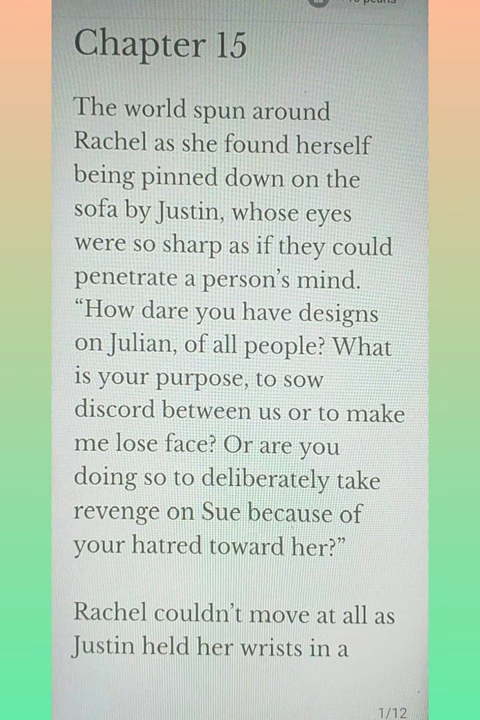 Chapter 15
The world spun around
Rachel as she found herself
being pinned down on the
sofa by Justin, whose eyes
were so sharp as if they could
penetrate a person's mind.
“How dare you have designs
on Julian, of all people? What
is your purpose, to sow
discord between us or to make
me lose face? Or are you
doing so to deliberately take
revenge on Sue because of
your hatred toward her?”
Rachel couldn't move at all as
Justin held her wrists in a
1/12